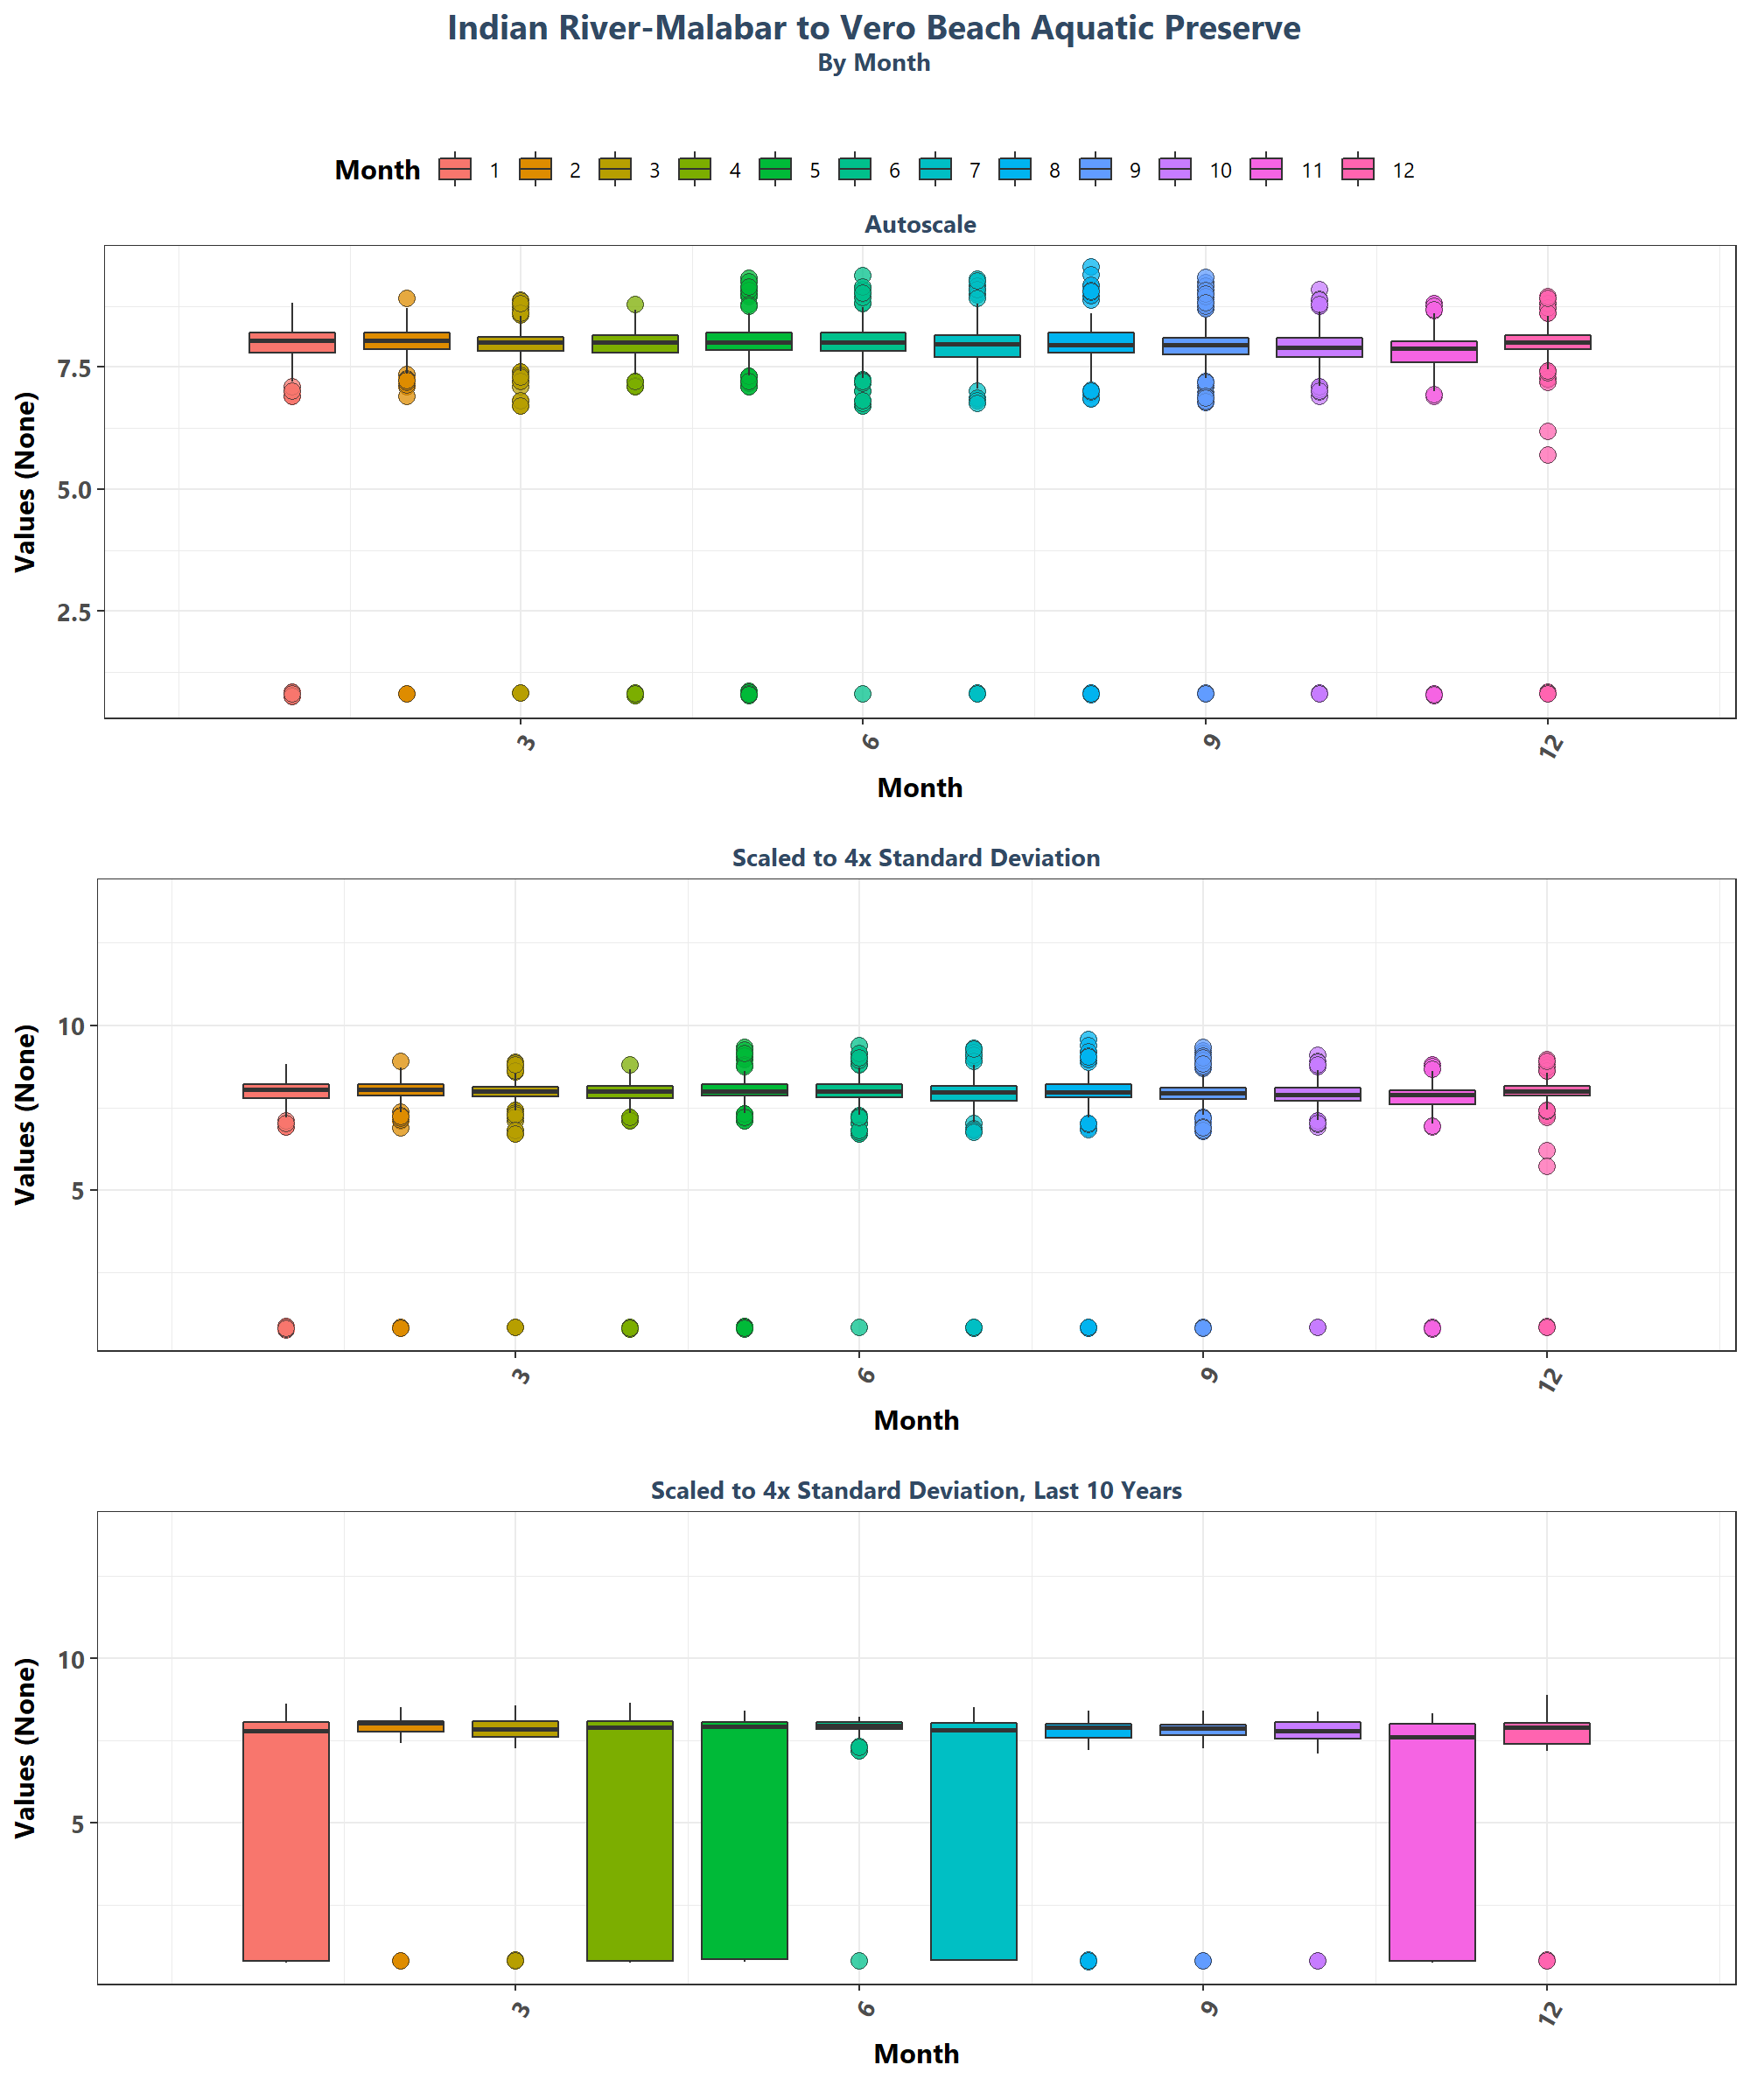 Indian River-Malabar to Vero Beach Aquatic Preserve
By Month
Month 1 2 3 4 5 6 7 8 9 10 11 12
Autoscale
Values (None)
7.5
5.0
2.5
3 6 9 12
Month
Scaled to 4x Standard Deviation
Values (None)
10
5
3 6 9 12
Month
Scaled to 4x Standard Deviation, Last 10 Years
Values (None)
10
5
3 6 9 12
Month